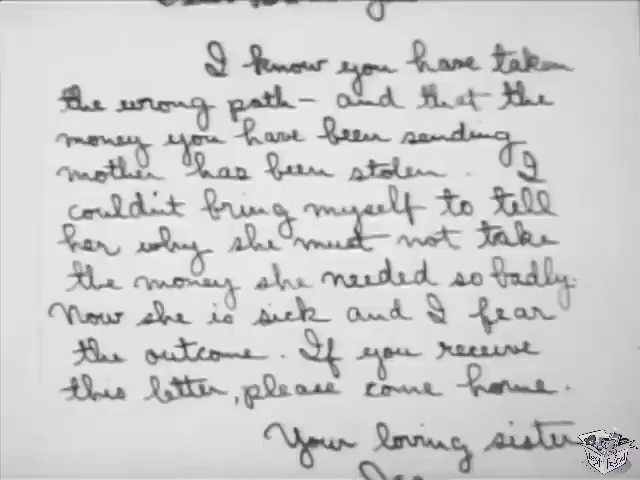 I know you have taken
the wrong path - and that the
money you have been sending
mother has been stolen. I
couldn't bring myself to tell
her why she must not take
the money she needed so badly.
Now she is sick and I fear
the outcome. If you receive
this letter, please come home.
Your loving sister